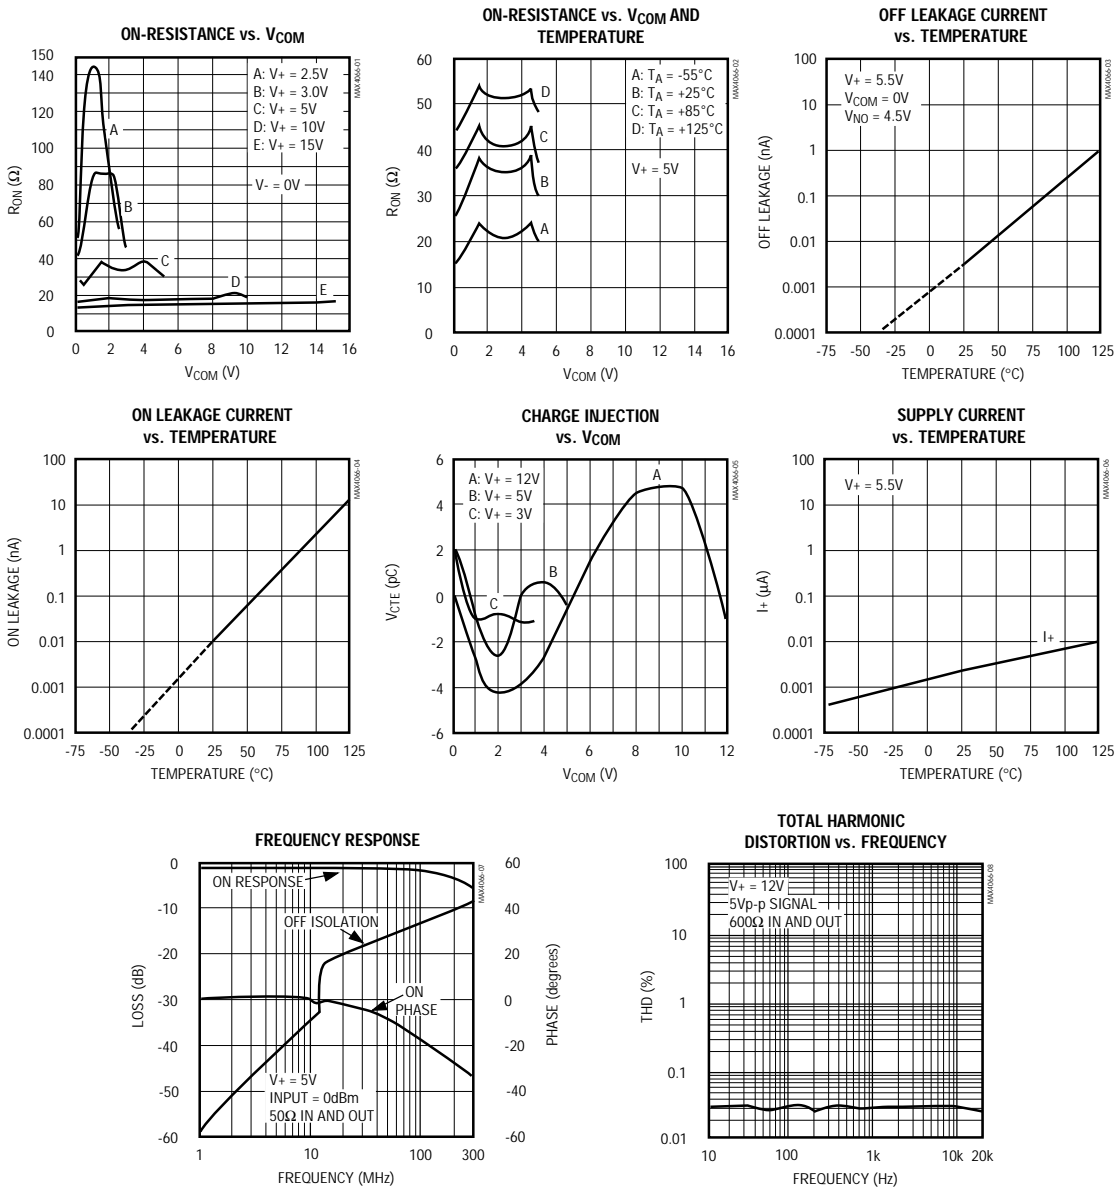 ON-RESISTANCE vs. VCOM
150
140
120
100
80
60
40
20
0
RON (Ω)
A: V+ = 2.5V
B: V+ = 3.0V
C: V+ = 5V
D: V+ = 10V
E: V+ = 15V
V- = 0V
A
B
C
D
E
MAX4066-01
0 2 4 6 8 10 12 14 16
VCOM (V)
ON-RESISTANCE vs. VCOM AND
TEMPERATURE
60
50
40
30
20
10
0
RON (Ω)
A: TA = -55°C
B: TA = +25°C
C: TA = +85°C
D: TA = +125°C
V+ = 5V
D
C
B
A
MAX4066-02
0 2 4 6 8 10 12 14 16
VCOM (V)
OFF LEAKAGE CURRENT
vs. TEMPERATURE
100
10
1
0.1
0.01
0.001
0.0001
OFF LEAKAGE (nA)
V+ = 5.5V
VCOM = 0V
VNO = 4.5V
MAX4066-03
-75 -50 -25 0 25 50 75 100 125
TEMPERATURE (°C)
ON LEAKAGE CURRENT
vs. TEMPERATURE
100
10
1
0.1
0.01
0.001
0.0001
ON LEAKAGE (nA)
MAX4066-04
-75 -50 -25 0 25 50 75 100 125
TEMPERATURE (°C)
CHARGE INJECTION
vs. VCOM
6
4
2
0
-2
-4
-6
VCTE (pC)
A: V+ = 12V
B: V+ = 5V
C: V+ = 3V
A
B
C
MAX4066-05
0 2 4 6 8 10 12
VCOM (V)
SUPPLY CURRENT
vs. TEMPERATURE
100
10
1
0.1
0.01
0.001
0.0001
I+ (µA)
V+ = 5.5V
I+
MAX4066-06
-75 -50 -25 0 25 50 75 100 125
TEMPERATURE (°C)
FREQUENCY RESPONSE
0
-10
-20
-30
-40
-50
-60
LOSS (dB)
ON RESPONSE
OFF ISOLATION
ON
PHASE
V+ = 5V
INPUT = 0dBm
50Ω IN AND OUT
60
40
20
0
-20
-40
-60
PHASE (degrees)
MAX4066-07
1 10 100 300
FREQUENCY (MHz)
TOTAL HARMONIC
DISTORTION vs. FREQUENCY
100
10
1
0.1
0.01
THD (%)
V+ = 12V
5Vp-p SIGNAL
600Ω IN AND OUT
MAX4066-08
10 100 1k 10k 20k
FREQUENCY (Hz)